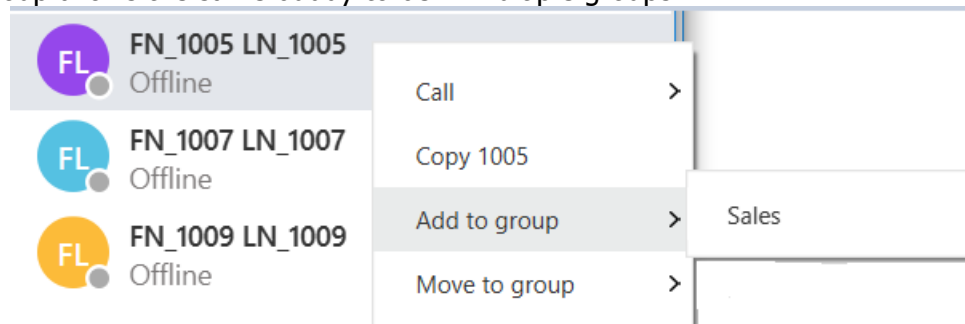 FN_1005 LN_1005
FL
Offline
Call
FN_1007 LN_1007
Copy 1005
FL
Offline
Add to group
Sales
FN_1009 LN_1009
FL
Offline
Move to group